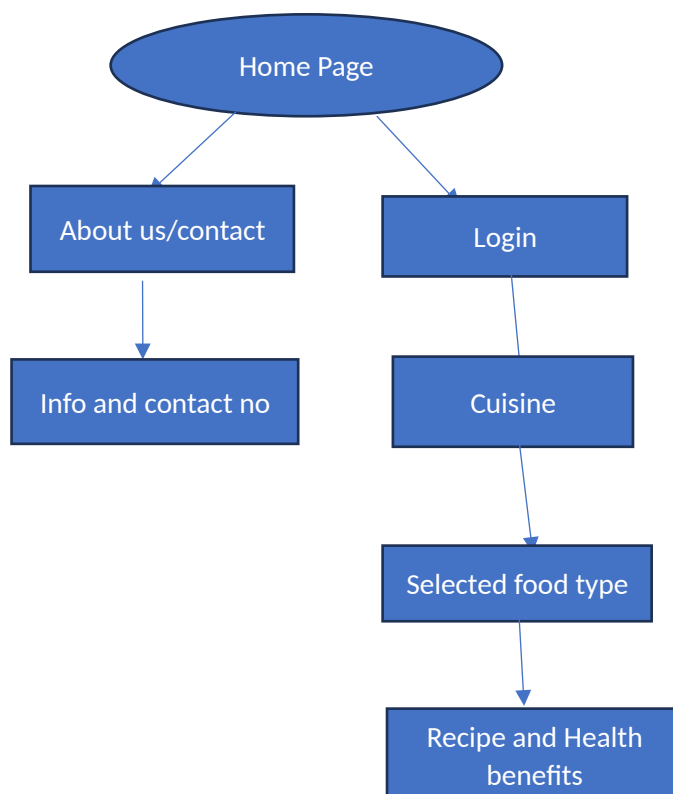 Home Page
About us/contact
Login
Info and contact no
Cuisine
Selected food type
Recipe and Health
benefits